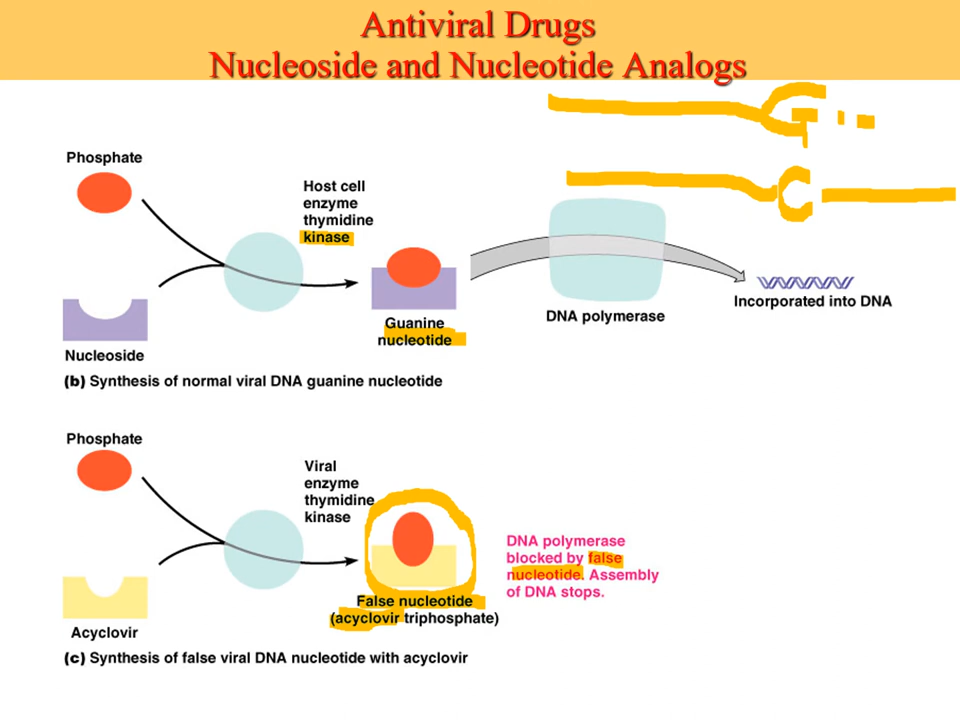 Antiviral Drugs
Nucleoside and Nucleotide Analogs
Phosphate
Host cell
enzyme
thymidine
kinase
Guanine
nucleotide
DNA polymerase
Incorporated into DNA
Nucleoside
(b) Synthesis of normal viral DNA guanine nucleotide
Phosphate
Viral
enzyme
thymidine
kinase
DNA polymerase
blocked by false
nucleotide. Assembly
of DNA stops.
False nucleotide
(acyclovir triphosphate)
Acyclovir
(c) Synthesis of false viral DNA nucleotide with acyclovir